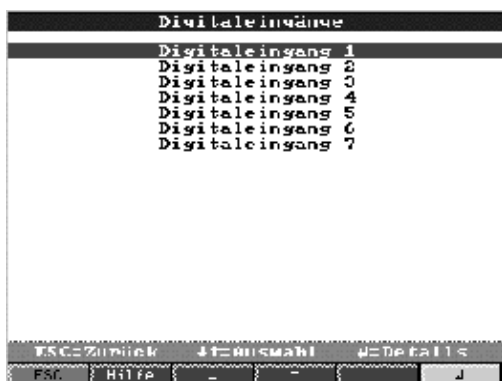 Digitaleingänge
Digitaleingang 1
Digitaleingang 2
Digitaleingang 3
Digitaleingang 4
Digitaleingang 5
Digitaleingang 6
Digitaleingang 7
ESC=Zurück ↓↑=Auswahl ↵=Details
ESC Hilfe ↵